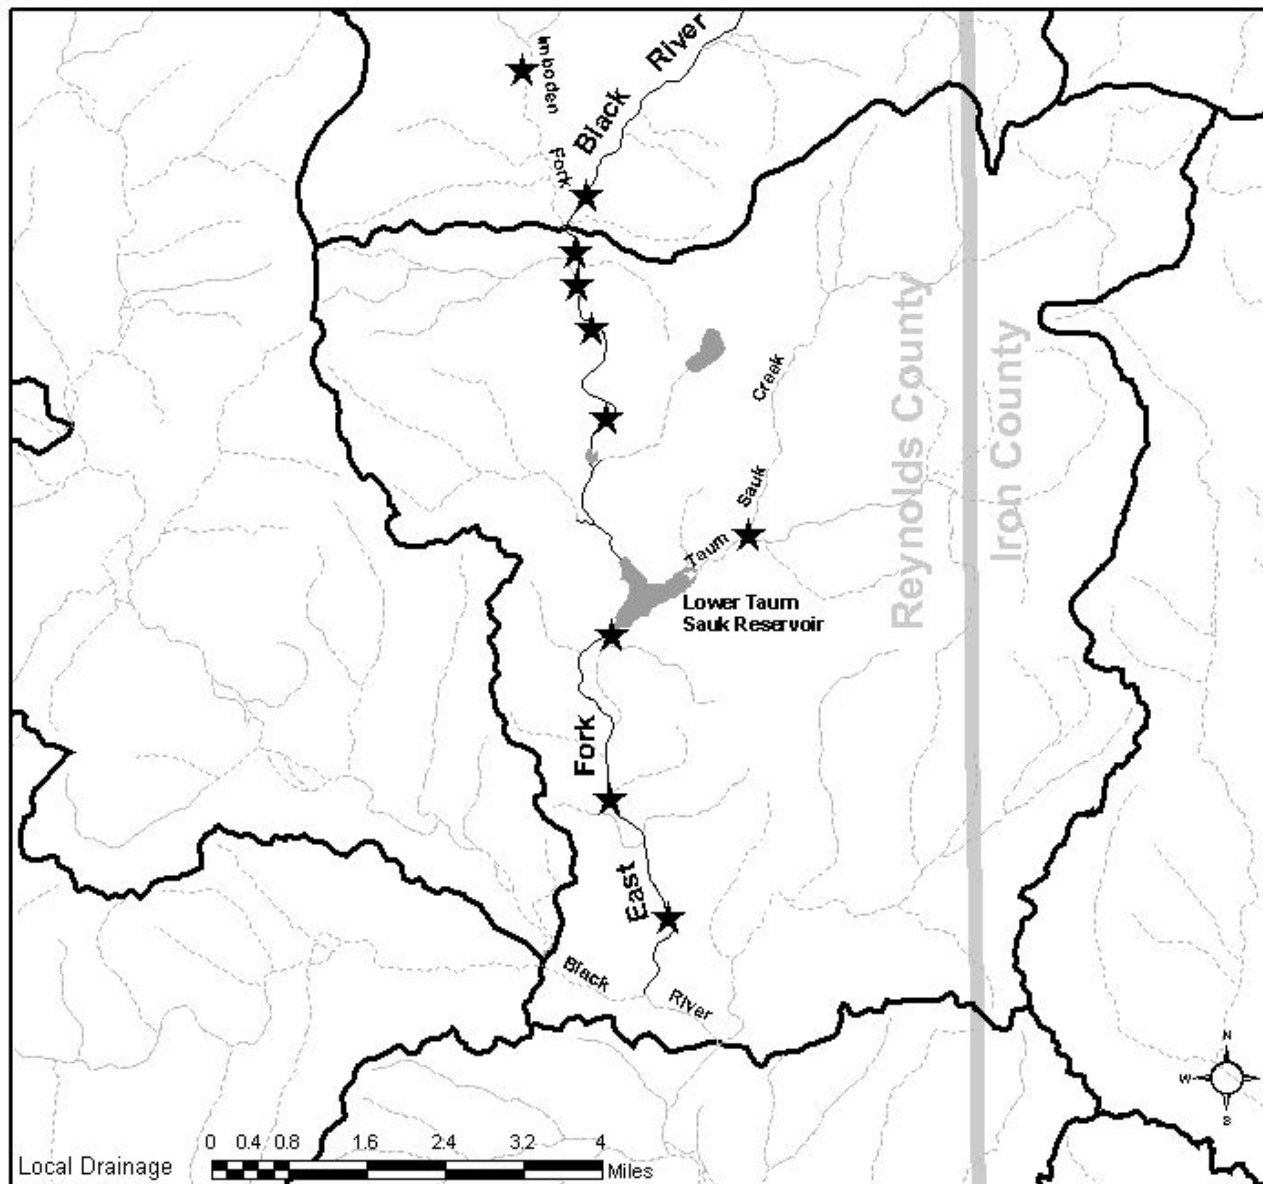 Imboden
Fork
Black
River
Creek
Sauk
Taum
Reynolds County
Iron County
Lower Taum
Sauk Reservoir
Fork
East
Black
River
N
W
S
0 0.4 0.8 1.6 2.4 3.2 4
Miles
Local Drainage